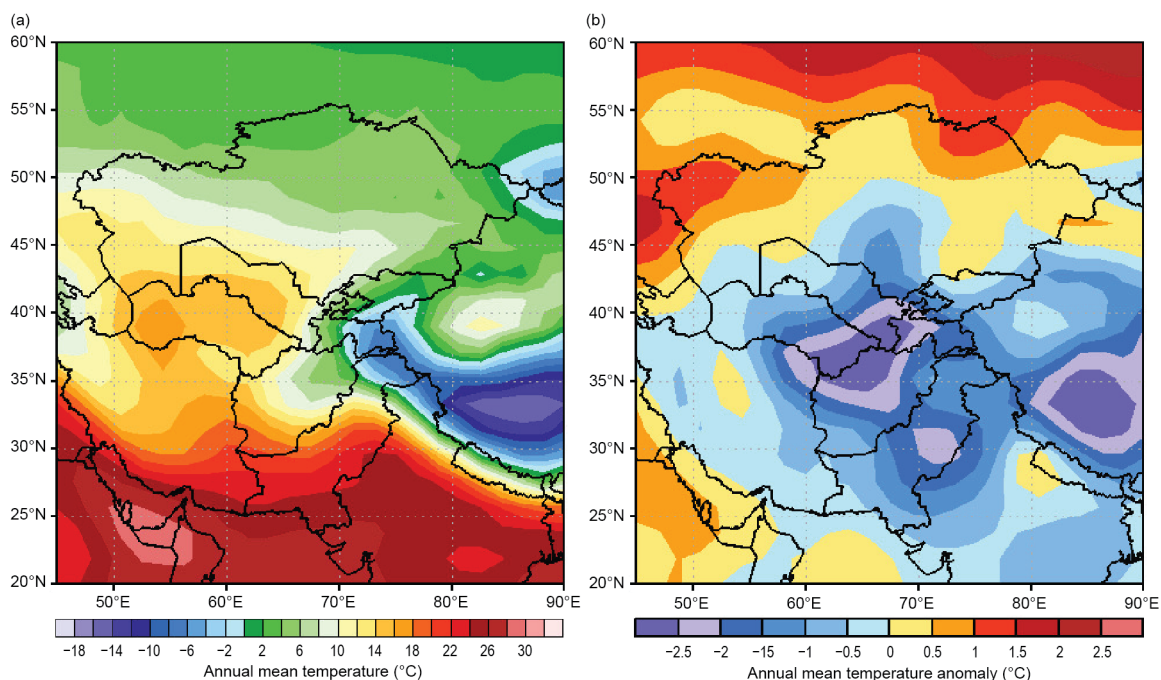 (a)
60°N
55°N
50°N
45°N
40°N
35°N
30°N
25°N
20°N
50°E 60°E 70°E 80°E 90°E
−18 −14 −10 −6 −2 2 6 10 14 18 22 26 30
Annual mean temperature (°C)
(b)
60°N
55°N
50°N
45°N
40°N
35°N
30°N
25°N
20°N
50°E 60°E 70°E 80°E 90°E
−2.5 −2 −1.5 −1 −0.5 0 0.5 1 1.5 2 2.5
Annual mean temperature anomaly (°C)